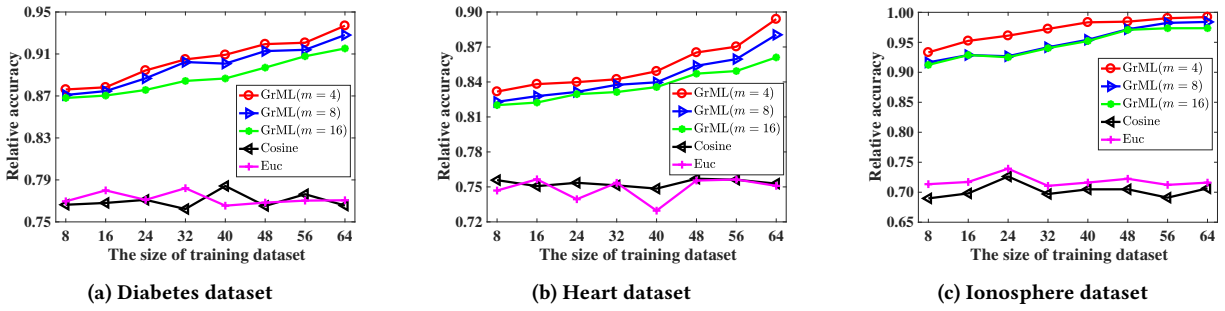 0.95
0.91
0.87
0.83
0.79
0.75
Relative accuracy
GrML(m = 4)
GrML(m = 8)
GrML(m = 16)
Cosine
Euc
8 16 24 32 40 48 56 64
The size of training dataset
(a) Diabetes dataset
0.90
0.87
0.84
0.81
0.78
0.75
0.72
Relative accuracy
GrML(m = 4)
GrML(m = 8)
GrML(m = 16)
Cosine
Euc
8 16 24 32 40 48 56 64
The size of training dataset
(b) Heart dataset
1.00
0.95
0.90
0.85
0.80
0.75
0.70
0.65
Relative accuracy
GrML(m = 4)
GrML(m = 8)
GrML(m = 16)
Cosine
Euc
8 16 24 32 40 48 56 64
The size of training dataset
(c) Ionosphere dataset